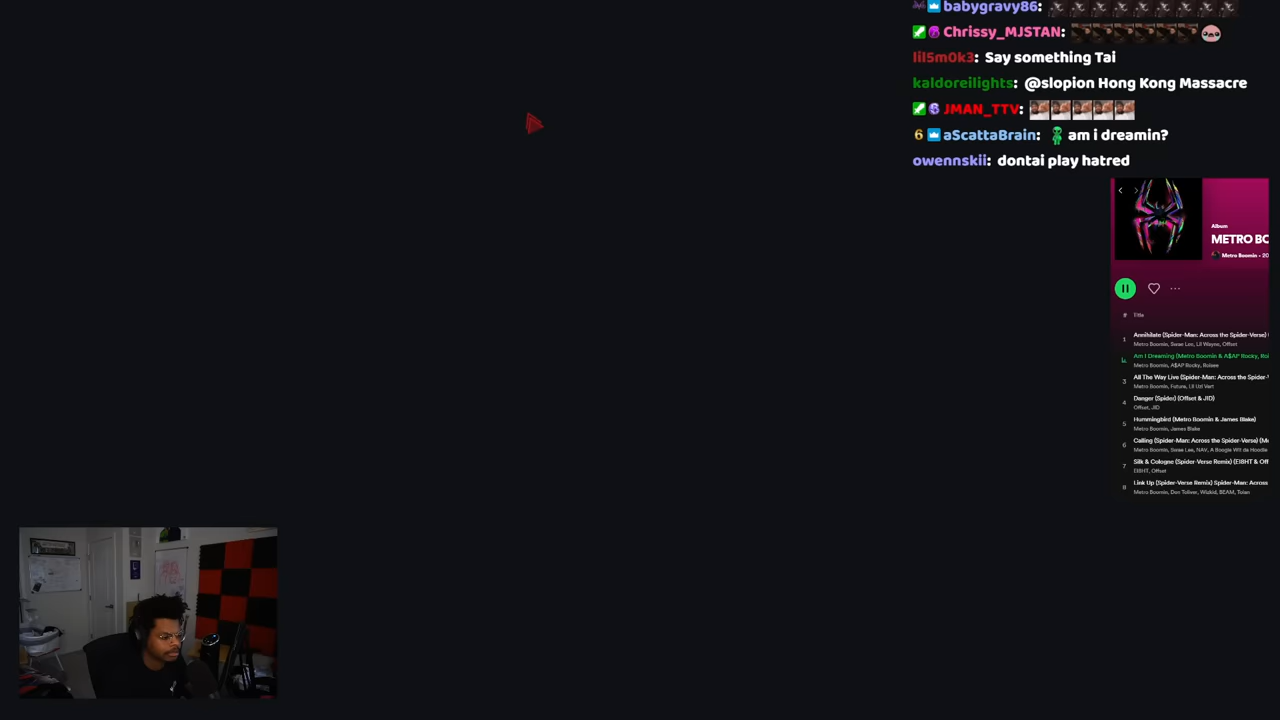 babygravy86:
Chrissy_MJSTAN:
lil5m0k3: Say something Tai
kaldoreilights: @slopion Hong Kong Massacre
JMAN_TTV:
6 aScattaBrain: am i dreamin?
owennskii: dontai play hatred
Album
METRO BO
Metro Boomin • 20
# Title
1 Annihilate (Spider-Man: Across the Spider-Verse) (
Metro Boomin, Swae Lee, Lil Wayne, Offset
Am I Dreaming (Metro Boomin & A$AP Rocky, Roi
Metro Boomin, A$AP Rocky, Roisee
3 All The Way Live (Spider-Man: Across the Spider-V
Metro Boomin, Future, Lil Uzi Vert
4 Danger (Spider) (Offset & JID)
Offset, JID
5 Hummingbird (Metro Boomin & James Blake)
Metro Boomin, James Blake
6 Calling (Spider-Man: Across the Spider-Verse) (Me
Metro Boomin, Swae Lee, NAV, A Boogie Wit da Hoodie
7 Silk & Cologne (Spider-Verse Remix) (EI8HT & Off
EI8HT, Offset
8 Link Up (Spider-Verse Remix) Spider-Man: Across
Metro Boomin, Don Toliver, Wizkid, BEAM, Toian